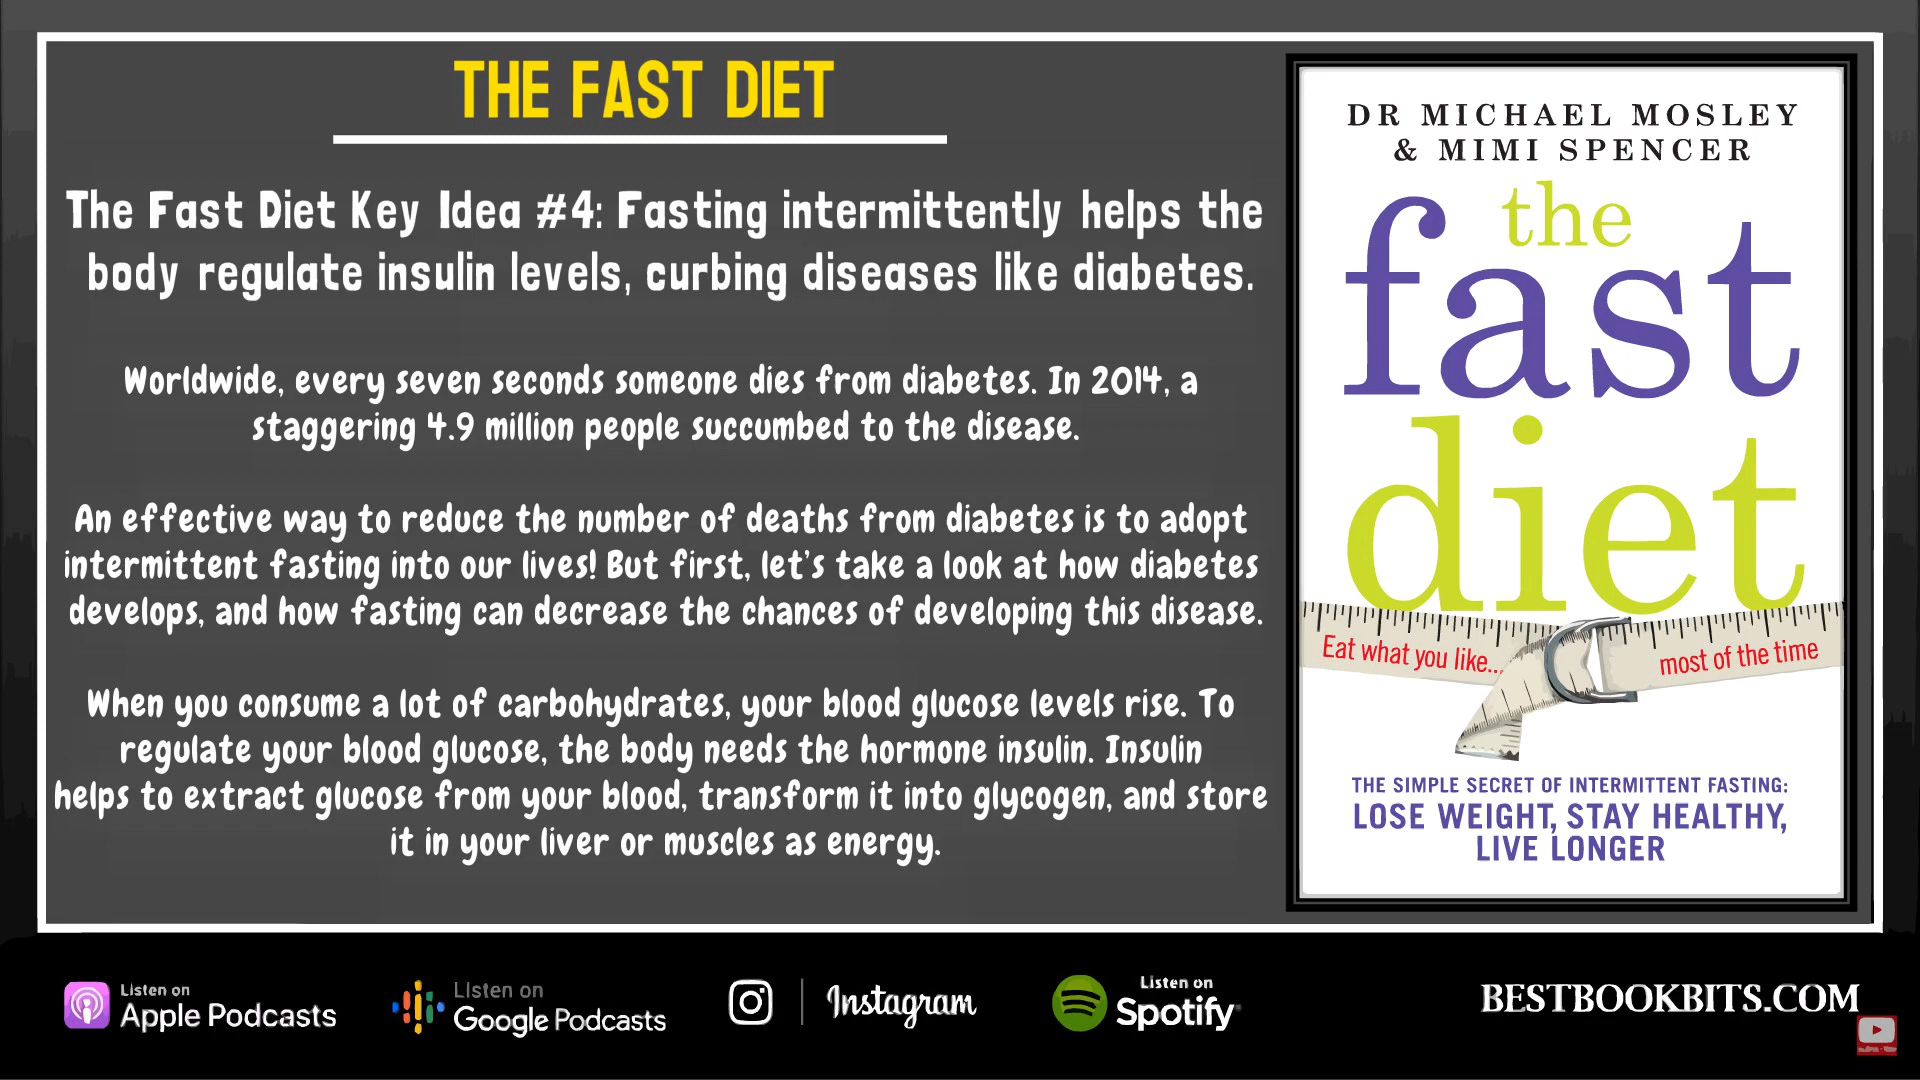 THE FAST DIET
The Fast Diet Key Idea #4: Fasting intermittently helps the
body regulate insulin levels, curbing diseases like diabetes.
Worldwide, every seven seconds someone dies from diabetes. In 2014, a
staggering 4.9 million people succumbed to the disease.
An effective way to reduce the number of deaths from diabetes is to adopt
intermittent fasting into our lives! But first, let's take a look at how diabetes
develops, and how fasting can decrease the chances of developing this disease.
When you consume a lot of carbohydrates, your blood glucose levels rise. To
regulate your blood glucose, the body needs the hormone insulin. Insulin
helps to extract glucose from your blood, transform it into glycogen, and store
it in your liver or muscles as energy.
DR MICHAEL MOSLEY
& MIMI SPENCER
the
fast
diet
Eat what you like...
most of the time
THE SIMPLE SECRET OF INTERMITTENT FASTING:
LOSE WEIGHT, STAY HEALTHY,
LIVE LONGER
Listen on
Apple Podcasts
Listen on
Google Podcasts
Instagram
Listen on
Spotify
BESTBOOKBITS.COM